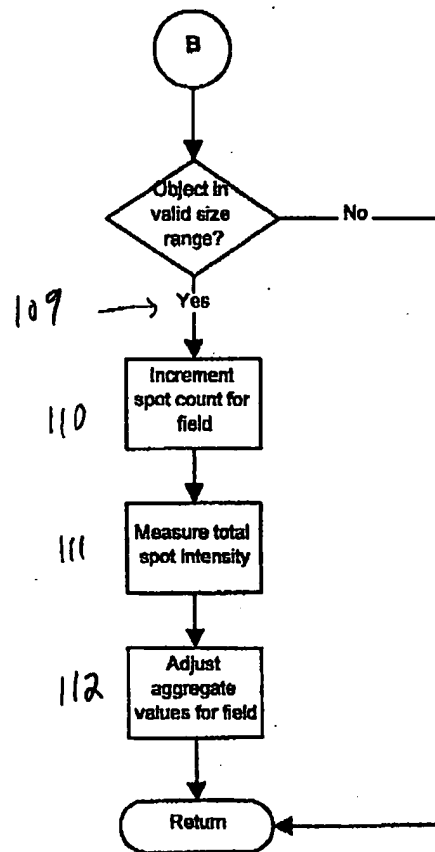 B
Object in
valid size
range?
No
109
Yes
Increment
spot count for
field
110
Measure total
spot intensity
111
Adjust
aggregate
values for field
112
Return